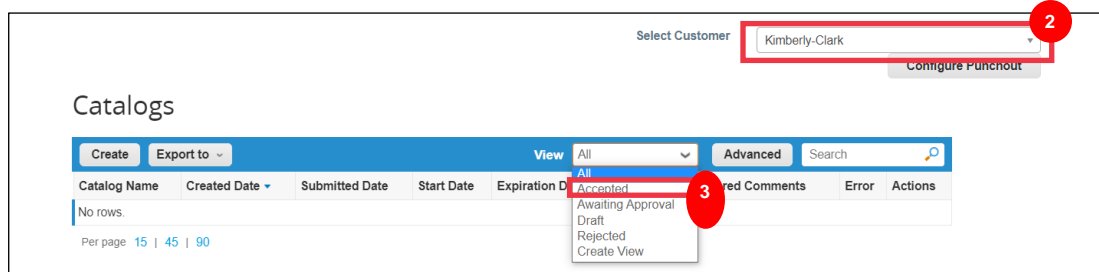 2
Select Customer Kimberly-Clark
Configure Punchout
Catalogs
Create Export to View All Advanced Search
Catalog Name Created Date Submitted Date Start Date Expiration D red Comments Error Actions
All
Accepted
3
No rows.
Awaiting Approval
Draft
Per page 15 | 45 | 90
Rejected
Create View